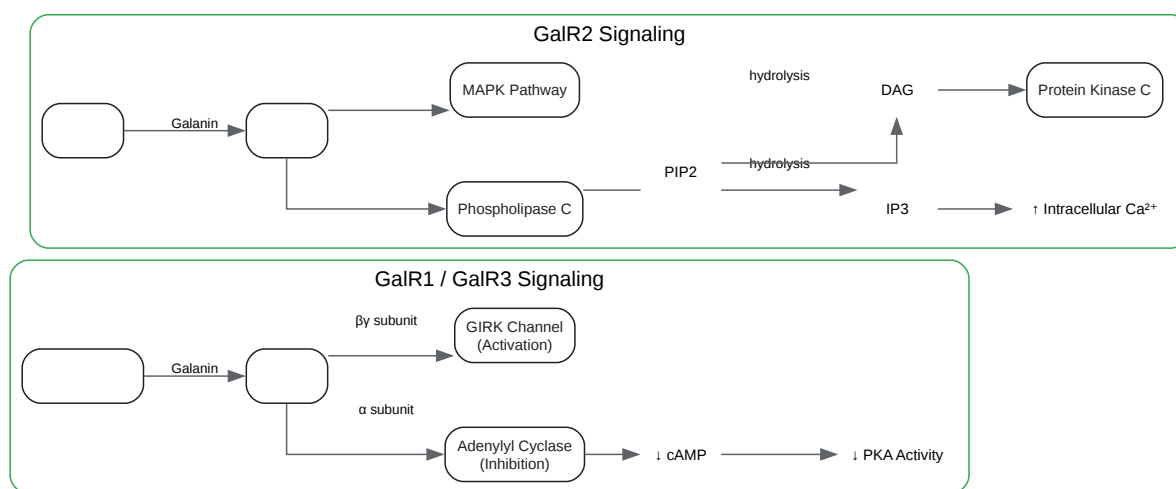 GalR2 Signaling
hydrolysis
MAPK Pathway
DAG
Protein Kinase C
Galanin
hydrolysis
PIP2
Phospholipase C
IP3
↑ Intracellular Ca²⁺
GalR1 / GalR3 Signaling
βγ subunit
GIRK Channel
(Activation)
Galanin
α subunit
Adenylyl Cyclase
(Inhibition)
↓ cAMP
↓ PKA Activity